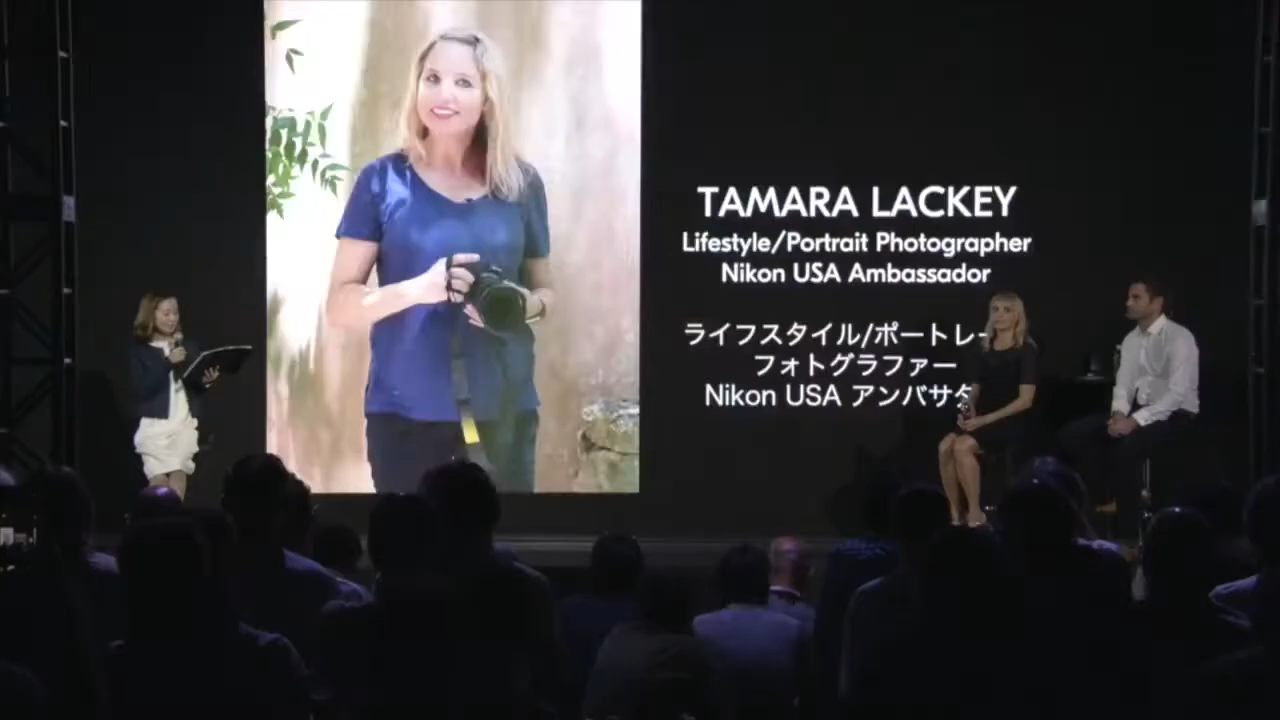 TAMARA LACKEY
Lifestyle/Portrait Photographer
Nikon USA Ambassador
ライフスタイル/ポートレー
フォトグラファー
Nikon USA アンバサダ